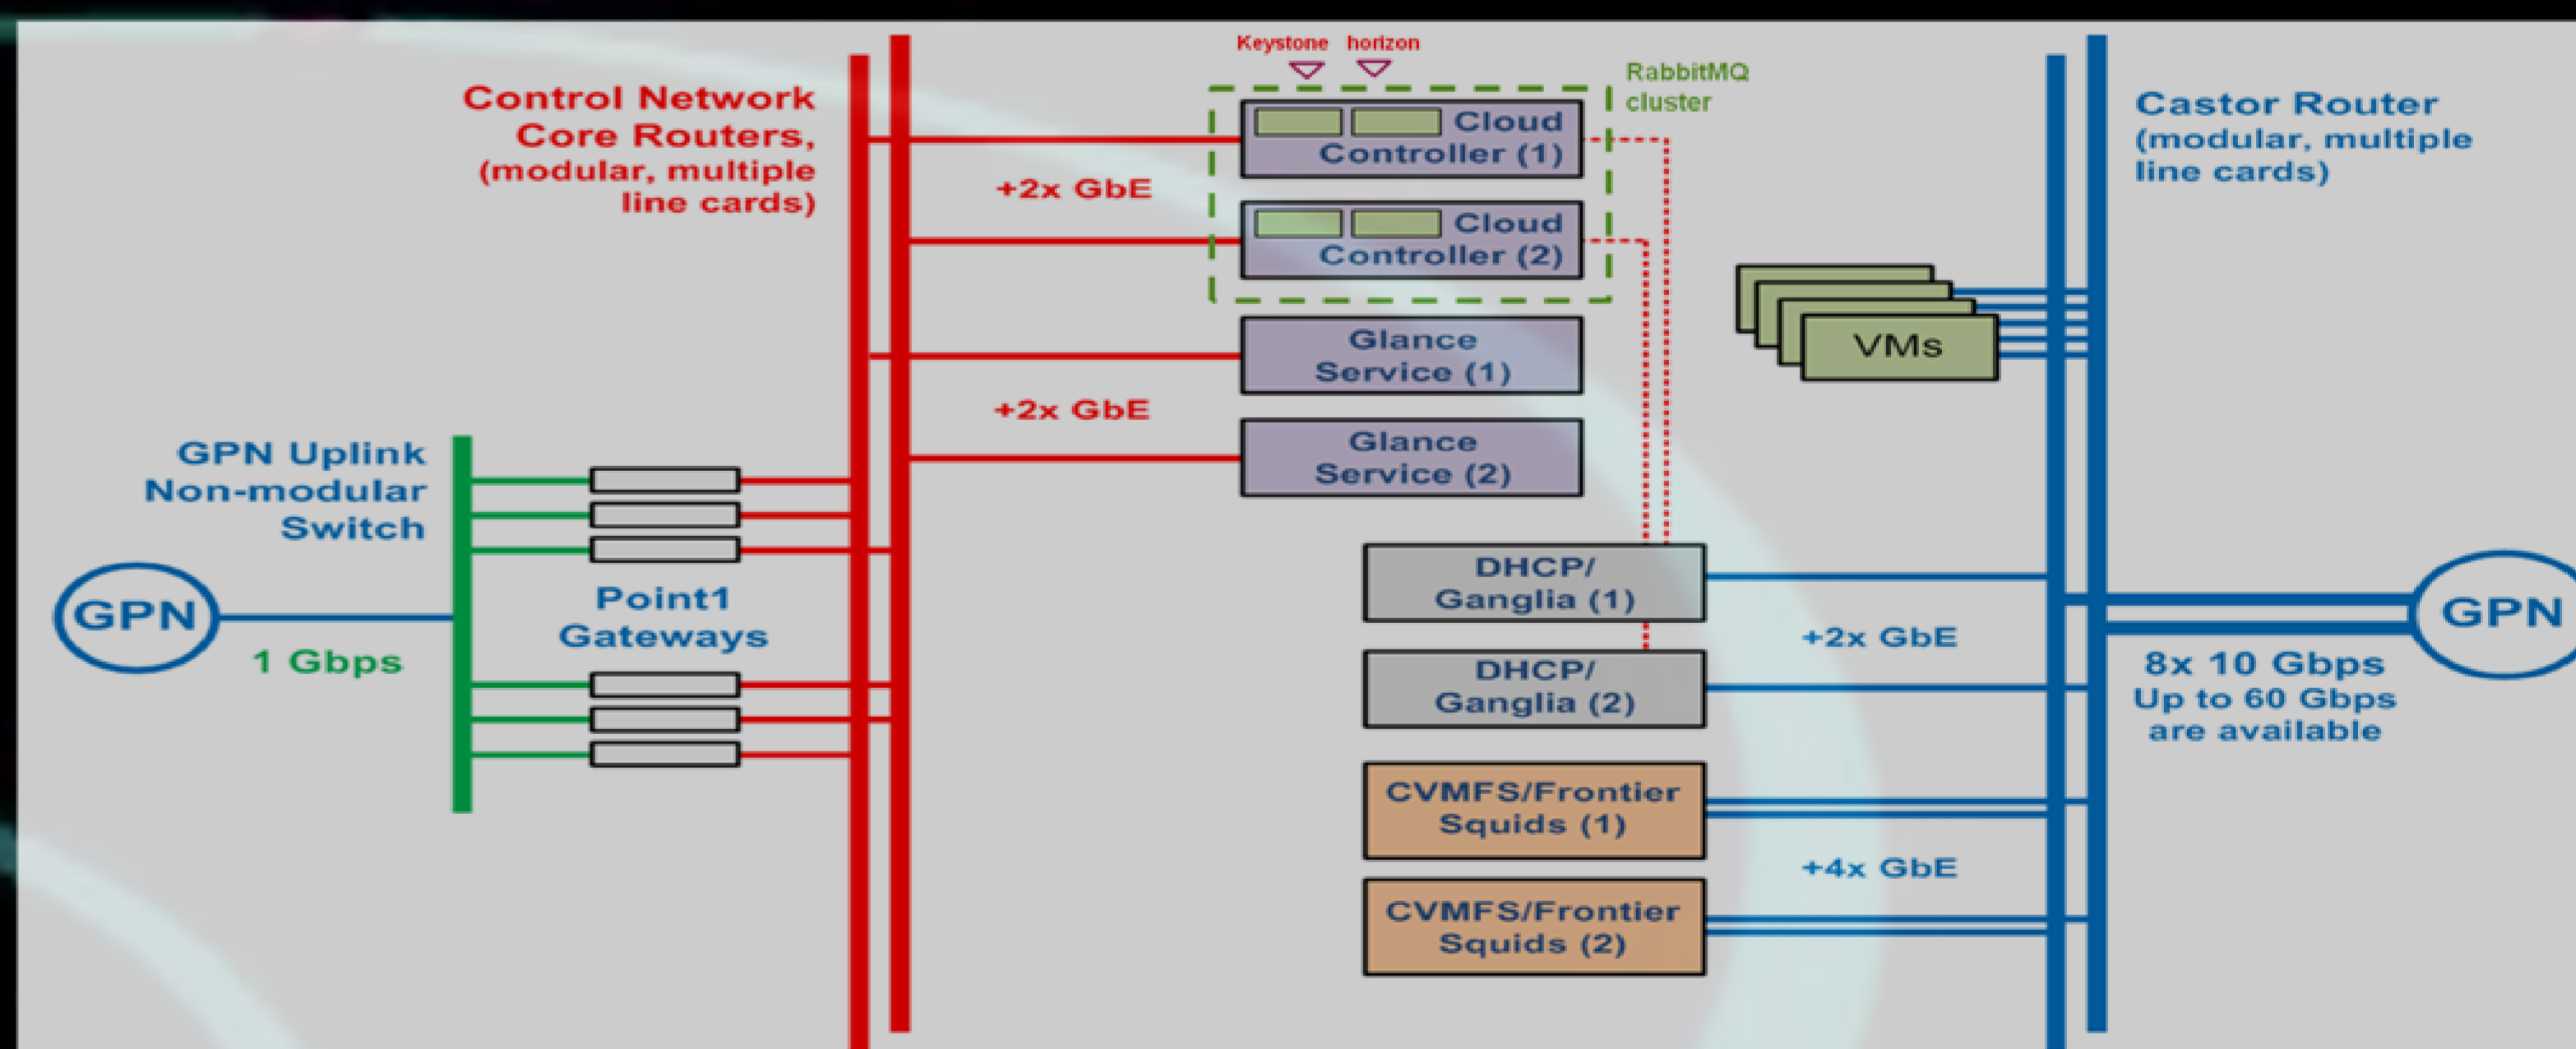 Keystone horizon
RabbitMQ
cluster
Control Network
Core Routers,
(modular, multiple
line cards)
+2x GbE
Cloud
Controller (1)
Cloud
Controller (2)
Castor Router
(modular, multiple
line cards)
VMs
Glance
Service (1)
+2x GbE
Glance
Service (2)
GPN Uplink
Non-modular
Switch
GPN
1 Gbps
Point1
Gateways
DHCP/
Ganglia (1)
+2x GbE
DHCP/
Ganglia (2)
GPN
8x 10 Gbps
Up to 60 Gbps
are available
CVMFS/Frontier
Squids (1)
+4x GbE
CVMFS/Frontier
Squids (2)